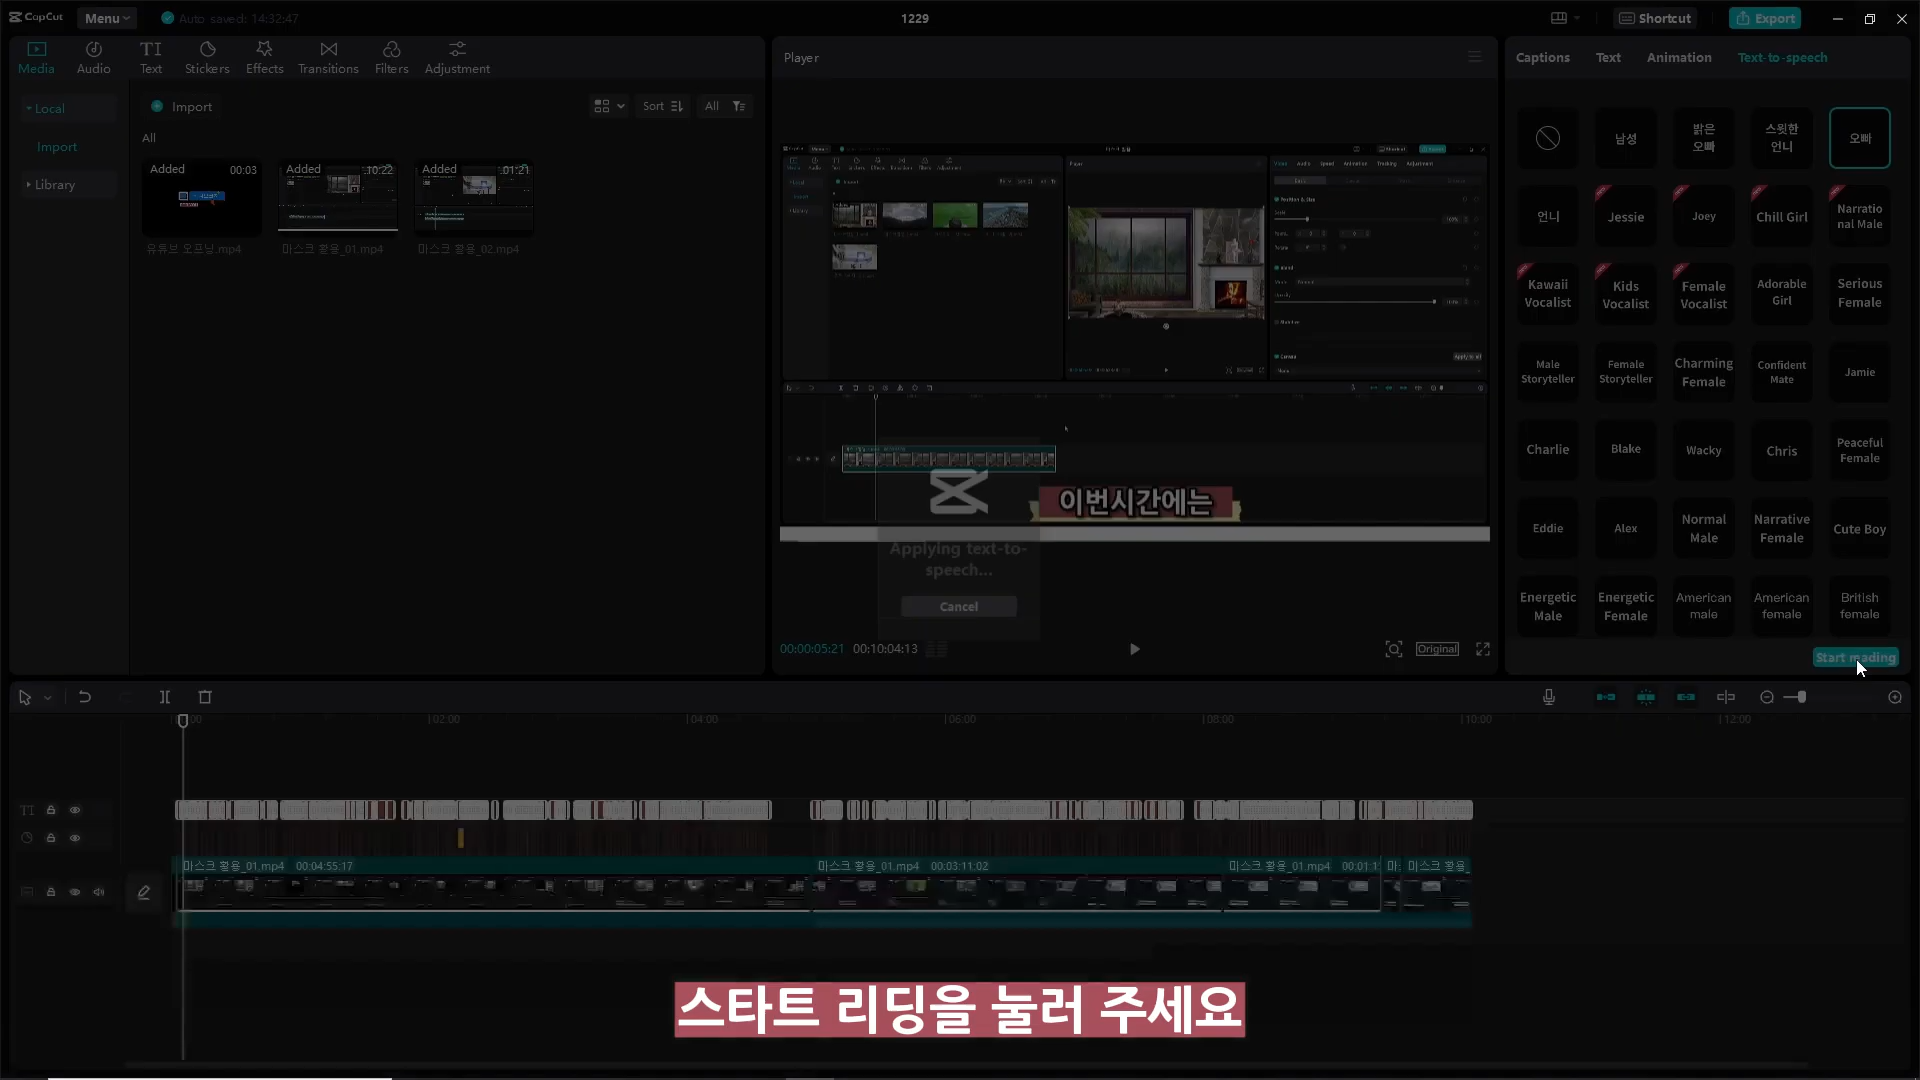 CapCut
Menu
Auto saved: 14:32:47
1229
Shortcut
Export
Media
Audio
Text
Stickers
Effects
Transitions
Filters
Adjustment
Local
Import
Library
Import
Sort
All
All
Added 00:03
Added 10:22
Added 01:21
유튜브 오프닝.mp4
마스크 활용_01.mp4
마스크 활용_02.mp4
Player
이번시간에는
Applying text-to-
speech...
Cancel
00:00:05:21 00:10:04:13
Original
Captions
Text
Animation
Text-to-speech
남성
밝은
오빠
스윗한
언니
오빠
언니
Jessie
Joey
Chill Girl
Narratio
nal Male
Kawaii
Vocalist
Kids
Vocalist
Female
Vocalist
Adorable
Girl
Serious
Female
Male
Storyteller
Female
Storyteller
Charming
Female
Confident
Mate
Jamie
Charlie
Blake
Wacky
Chris
Peaceful
Female
Eddie
Alex
Normal
Male
Narrative
Female
Cute Boy
Energetic
Male
Energetic
Female
American
male
American
female
British
female
Start reading
02:00
04:00
06:00
08:00
10:00
12:00
TI
마스크 활용_01.mp4 00:04:55:17
마스크 활용_01.mp4 00:03:11:02
마스크 활용_01.mp4 00:01:1
마
마스크 활용_
스타트 리딩을 눌러 주세요